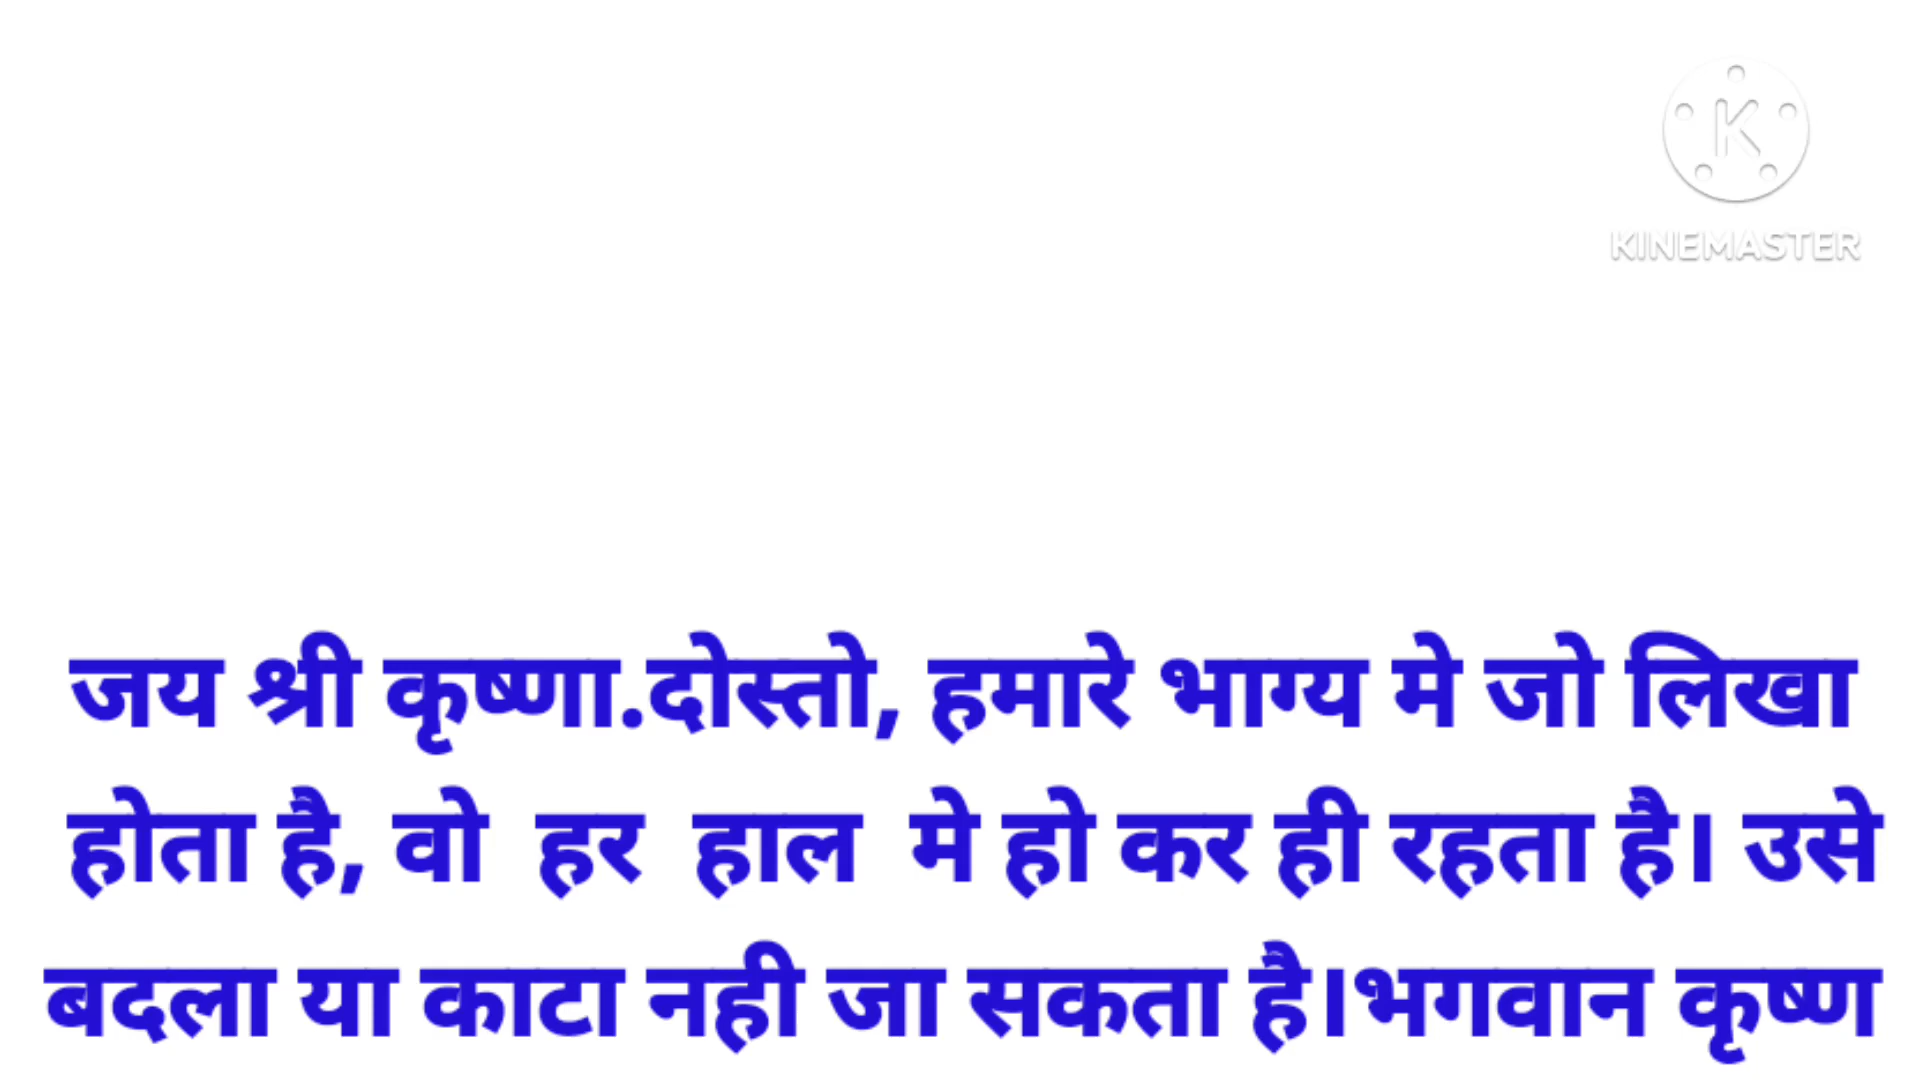 KINEMASTER
जय श्री कृष्णा.दोस्तो, हमारे भाग्य मे जो लिखा
होता है, वो हर हाल मे हो कर ही रहता है। उसे
बदला या काटा नही जा सकता है।भगवान कृष्ण